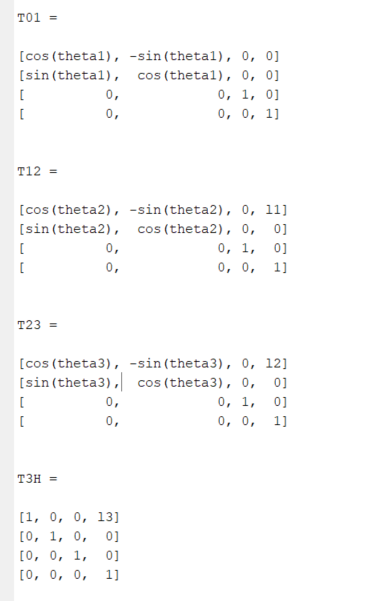 T01 =
[cos(theta1), -sin(theta1), 0, 0]
[sin(theta1),  cos(theta1), 0, 0]
[          0,            0, 1, 0]
[          0,            0, 0, 1]
T12 =
[cos(theta2), -sin(theta2), 0, l1]
[sin(theta2),  cos(theta2), 0,  0]
[          0,            0, 1,  0]
[          0,            0, 0,  1]
T23 =
[cos(theta3), -sin(theta3), 0, l2]
[sin(theta3),  cos(theta3), 0,  0]
[          0,            0, 1,  0]
[          0,            0, 0,  1]
T3H =
[1, 0, 0, l3]
[0, 1, 0,  0]
[0, 0, 1,  0]
[0, 0, 0,  1]